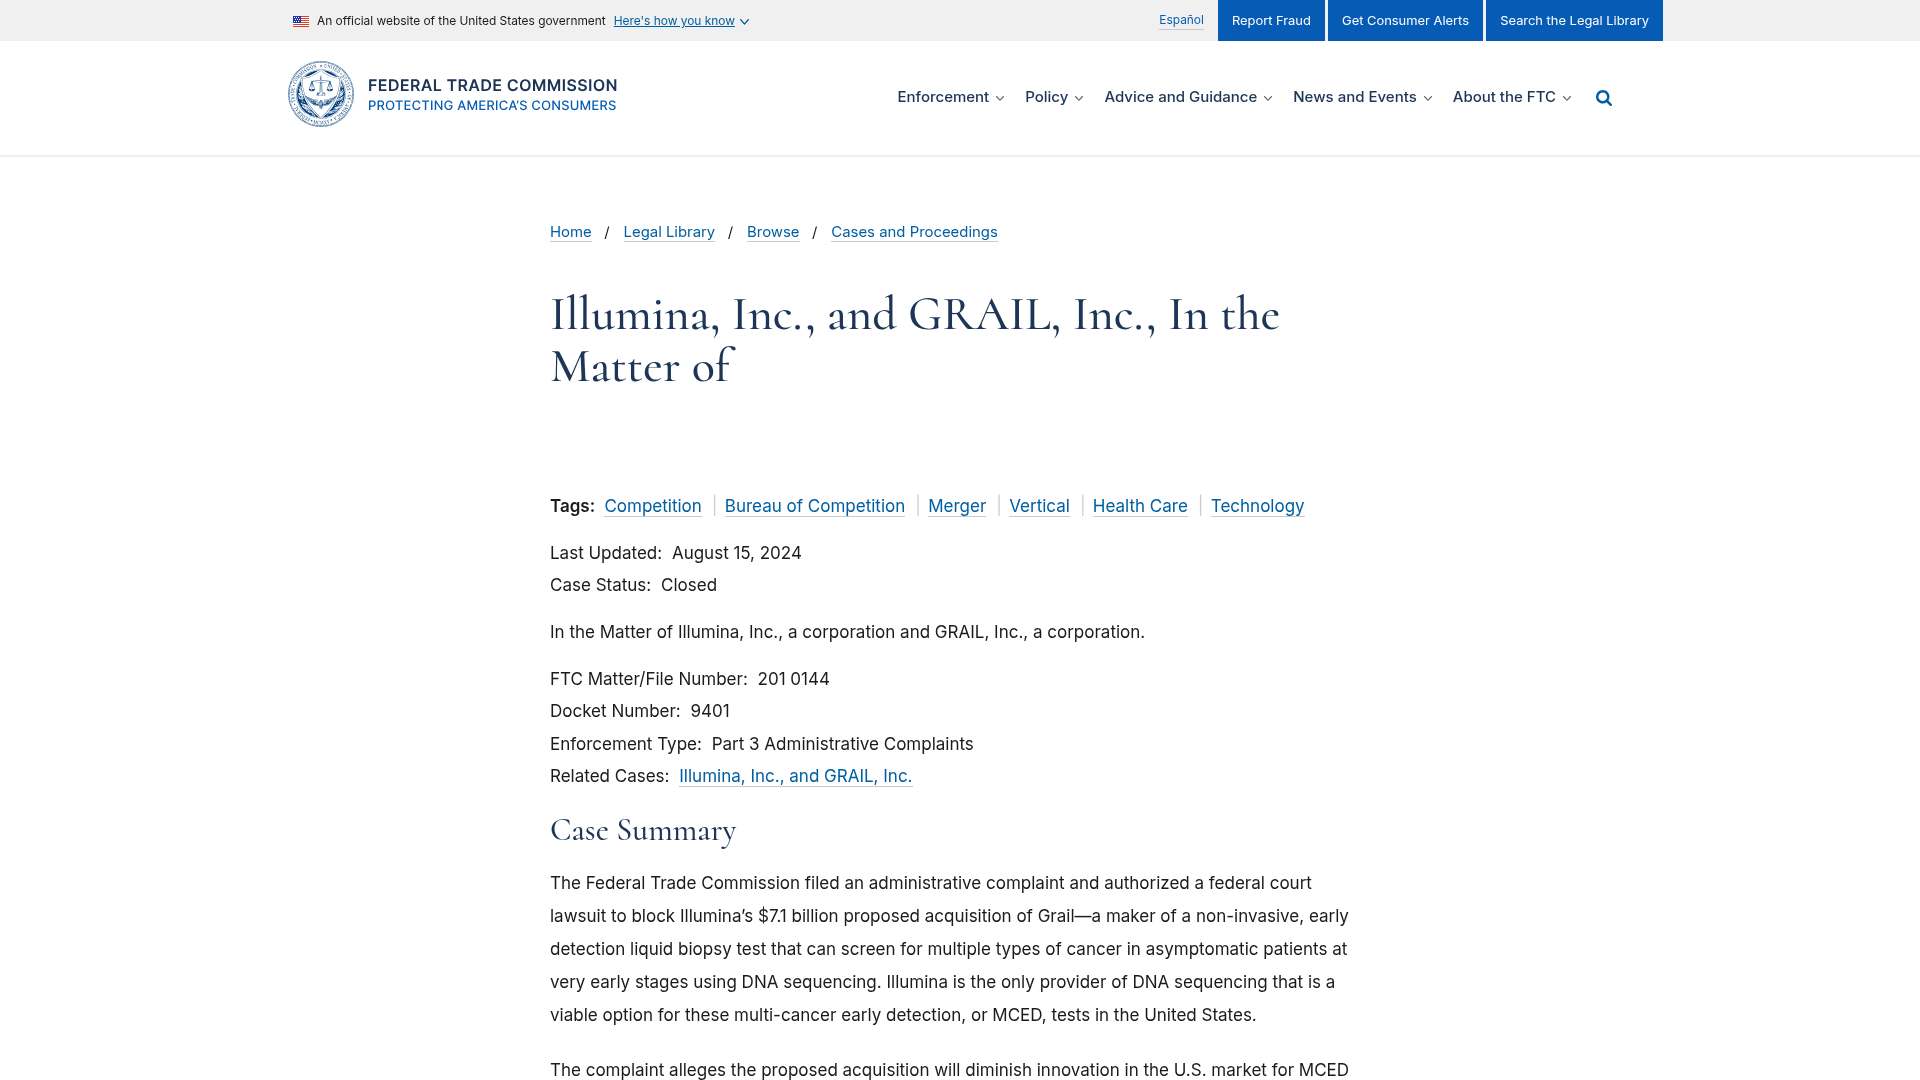 An official website of the United States government Here's how you know
Español
Report Fraud
Get Consumer Alerts
Search the Legal Library
FEDERAL TRADE COMMISSION
PROTECTING AMERICA'S CONSUMERS
Enforcement
Policy
Advice and Guidance
News and Events
About the FTC
Home / Legal Library / Browse / Cases and Proceedings
Illumina, Inc., and GRAIL, Inc., In the
Matter of
Tags: Competition | Bureau of Competition | Merger | Vertical | Health Care | Technology
Last Updated: August 15, 2024
Case Status: Closed
In the Matter of Illumina, Inc., a corporation and GRAIL, Inc., a corporation.
FTC Matter/File Number: 201 0144
Docket Number: 9401
Enforcement Type: Part 3 Administrative Complaints
Related Cases: Illumina, Inc., and GRAIL, Inc.
Case Summary
The Federal Trade Commission filed an administrative complaint and authorized a federal court
lawsuit to block Illumina’s $7.1 billion proposed acquisition of Grail—a maker of a non-invasive, early
detection liquid biopsy test that can screen for multiple types of cancer in asymptomatic patients at
very early stages using DNA sequencing. Illumina is the only provider of DNA sequencing that is a
viable option for these multi-cancer early detection, or MCED, tests in the United States.
The complaint alleges the proposed acquisition will diminish innovation in the U.S. market for MCED